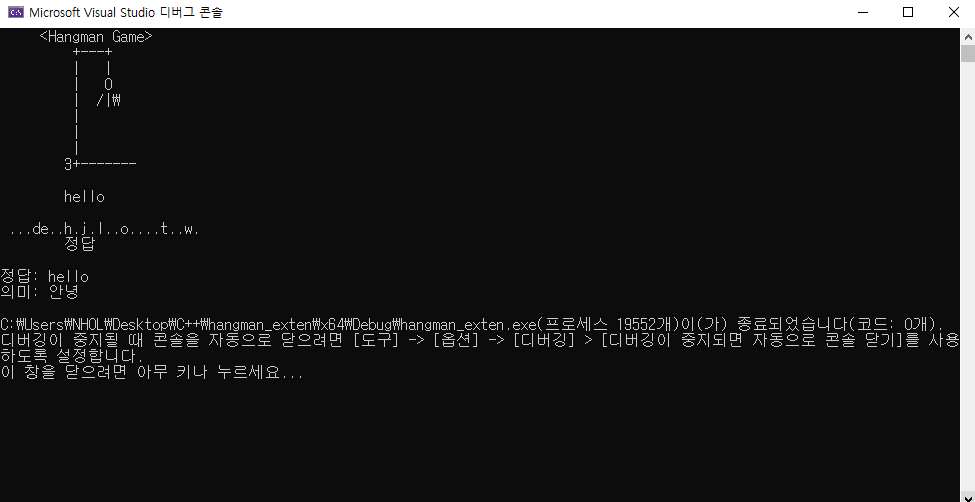 Microsoft Visual Studio 디버그 콘솔
<Hangman Game>
+---+
|   |
|   O
|  /|₩
|
|
|
3+-------
hello
...de..h.j.l..o....t..w.
정답
정답: hello
의미: 안녕
C:₩Users₩NHOL₩Desktop₩C++₩hangman_exten₩x64₩Debug₩hangman_exten.exe(프로세스 19552개)이(가) 종료되었습니다(코드: 0개).
디버깅이 중지될 때 콘솔을 자동으로 닫으려면 [도구] -> [옵션] -> [디버깅] > [디버깅이 중지되면 자동으로 콘솔 닫기]를 사용
하도록 설정합니다.
이 창을 닫으려면 아무 키나 누르세요...